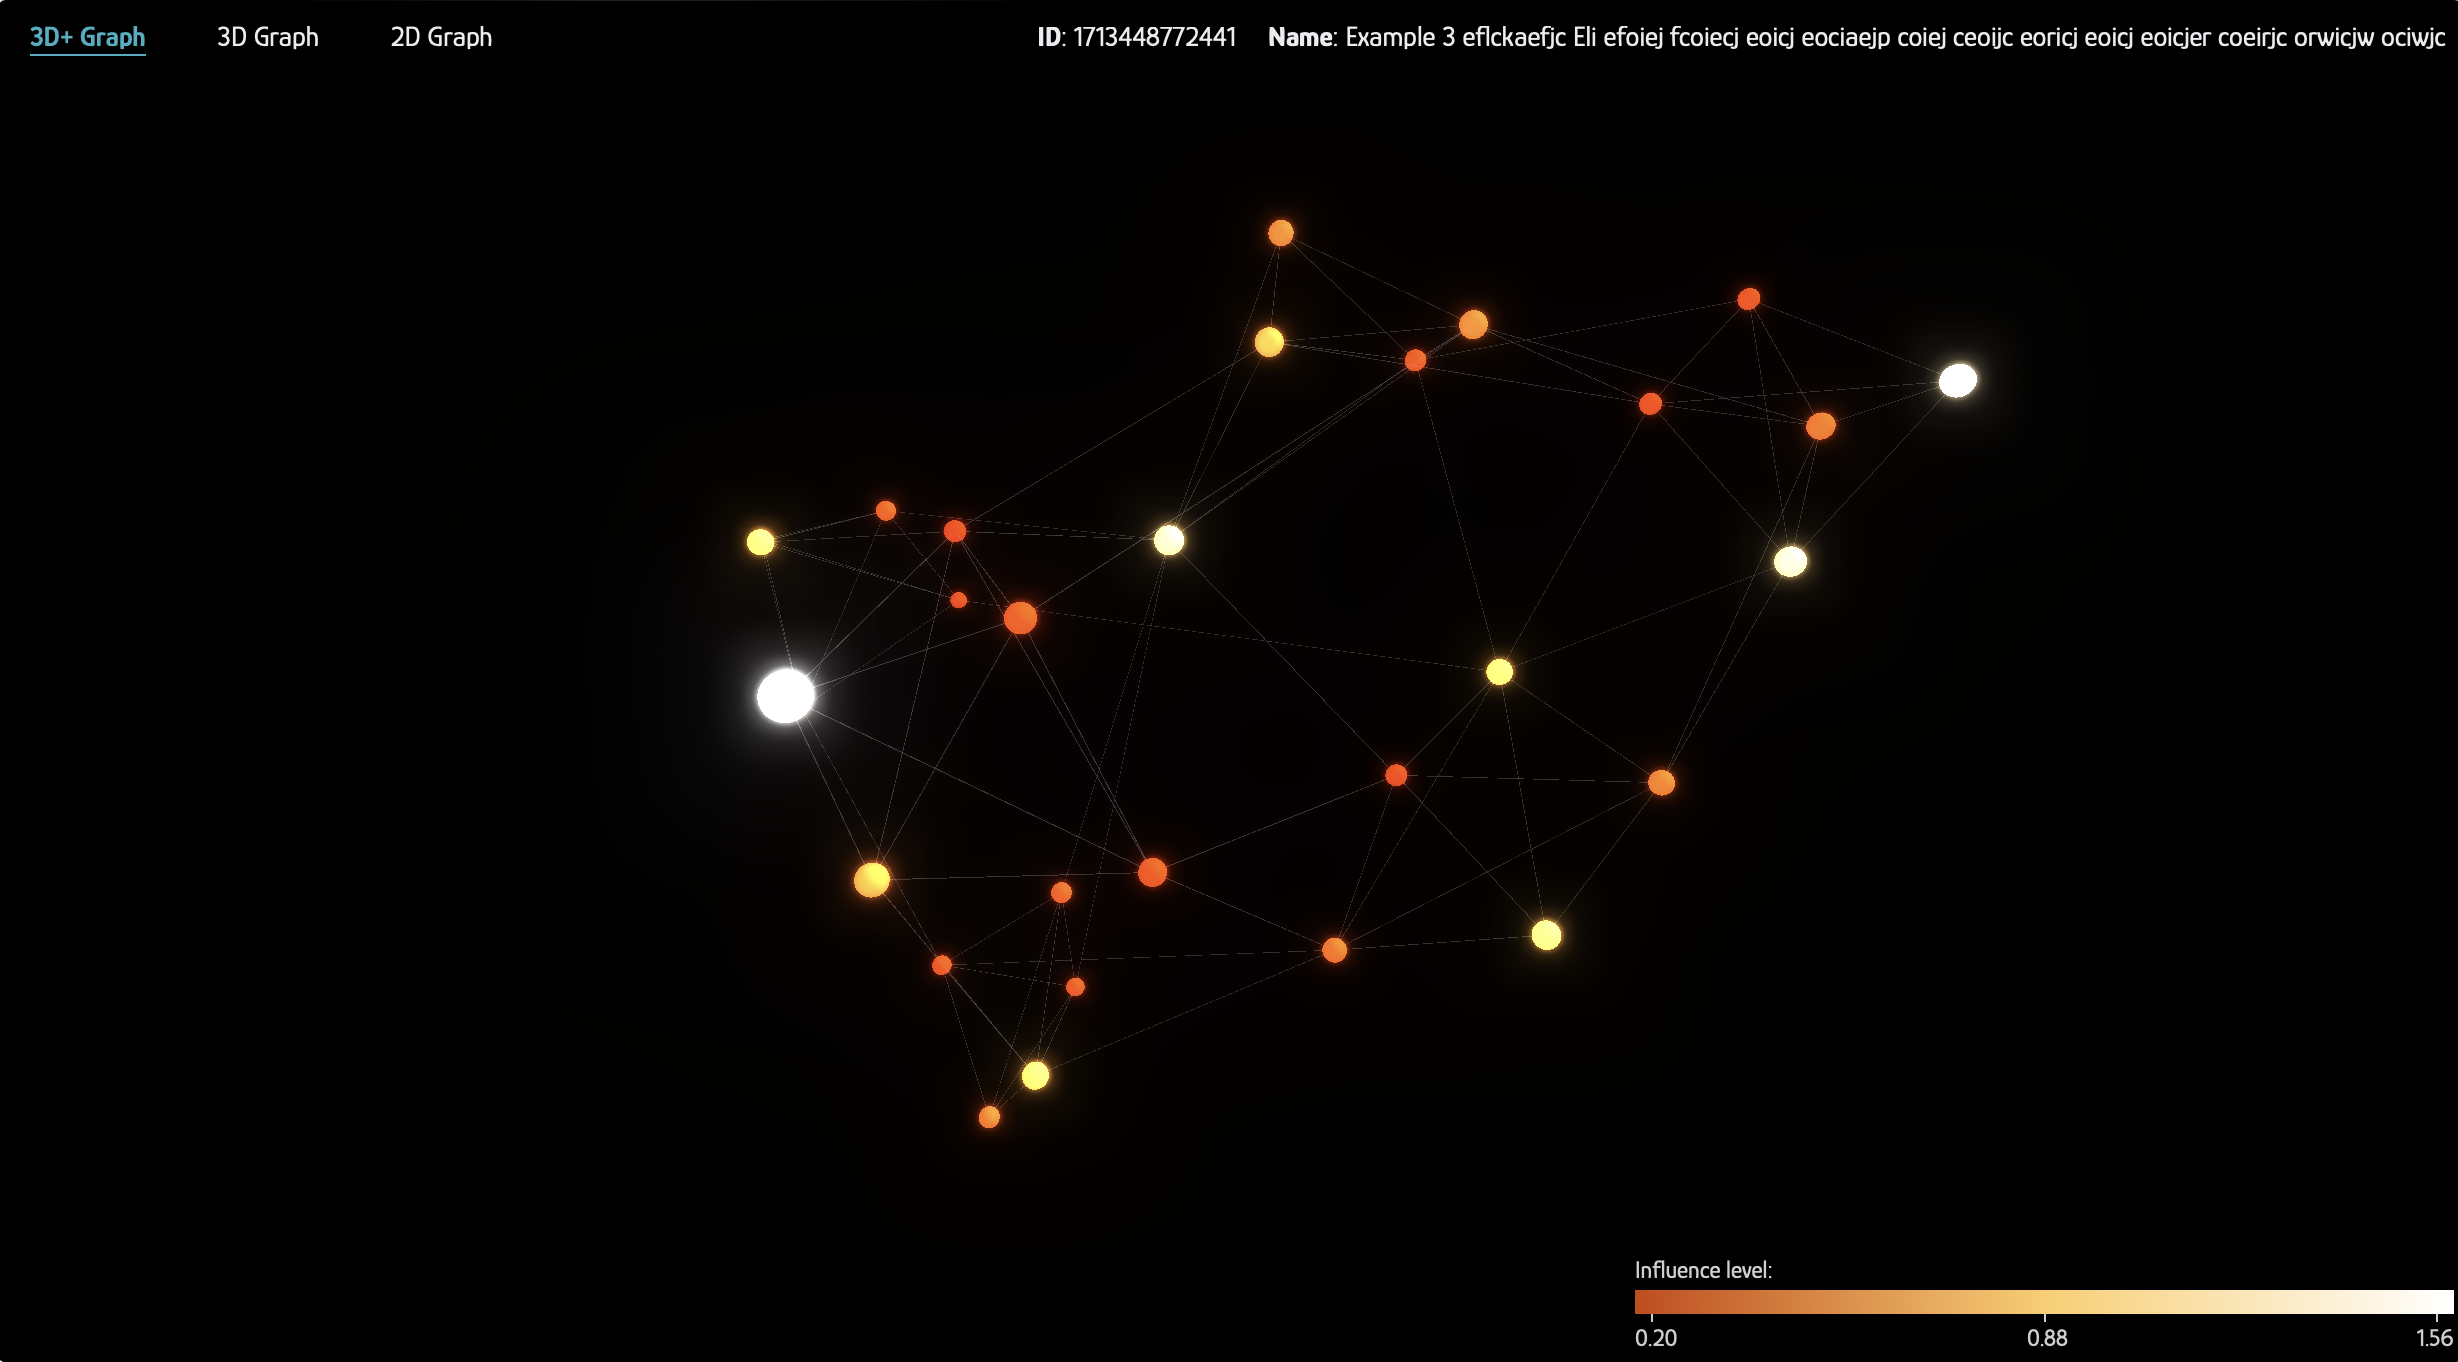 3D+ Graph 3D Graph 2D Graph ID: 1713448772441 Name: Example 3 eflckaefjc Eli efoiej fcoiecj eoicj eociaejp coiej ceoijc eoricj eoicj eoicjer coeirjc orwicjw ociwjc
Influence level:
0.20 0.88 1.56